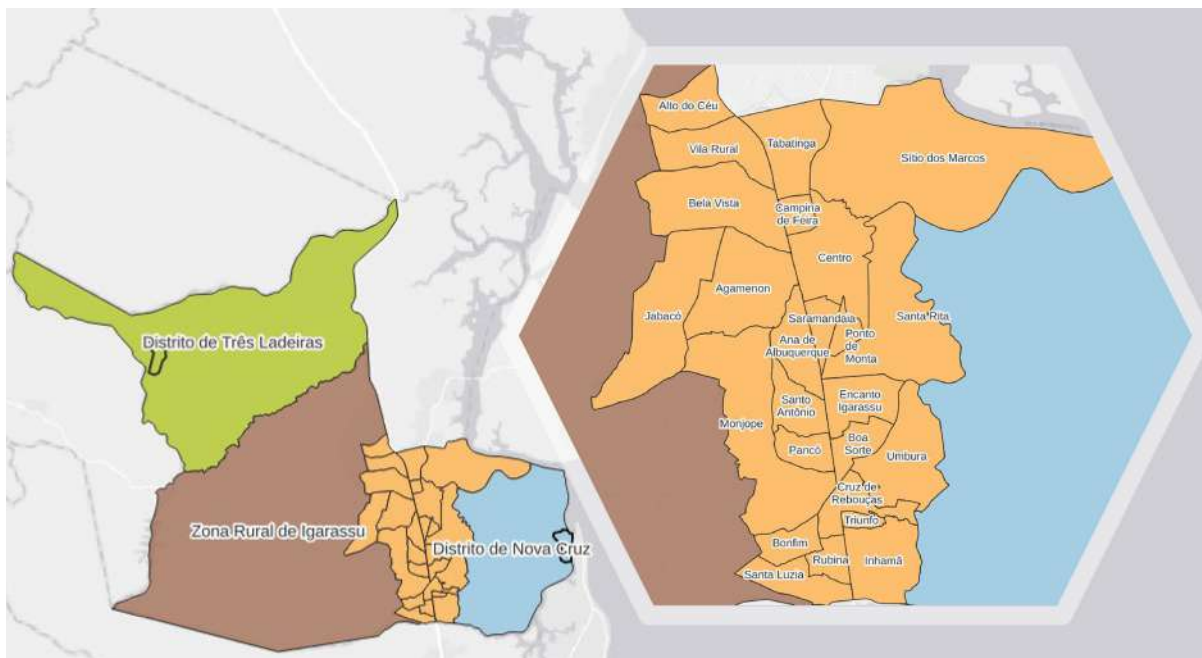 Distrito de Três Ladeiras
Zona Rural de Igarassu
Distrito de Nova Cruz
Alto do Céu
Vila Rural
Tabatinga
Sítio dos Marcos
Bela Vista
Campina
de Feira
Centro
Agamenon
Jabacó
Saramandaia
Santa Rita
Ana de
Albuquerque
Ponto
de
Monta
Santo
Antônio
Encanto
Igarassu
Monjope
Pancó
Boa
Sorte
Umbura
Cruz de
Rebouças
Triunfo
Bonfim
Rubina
Inhamã
Santa Luzia